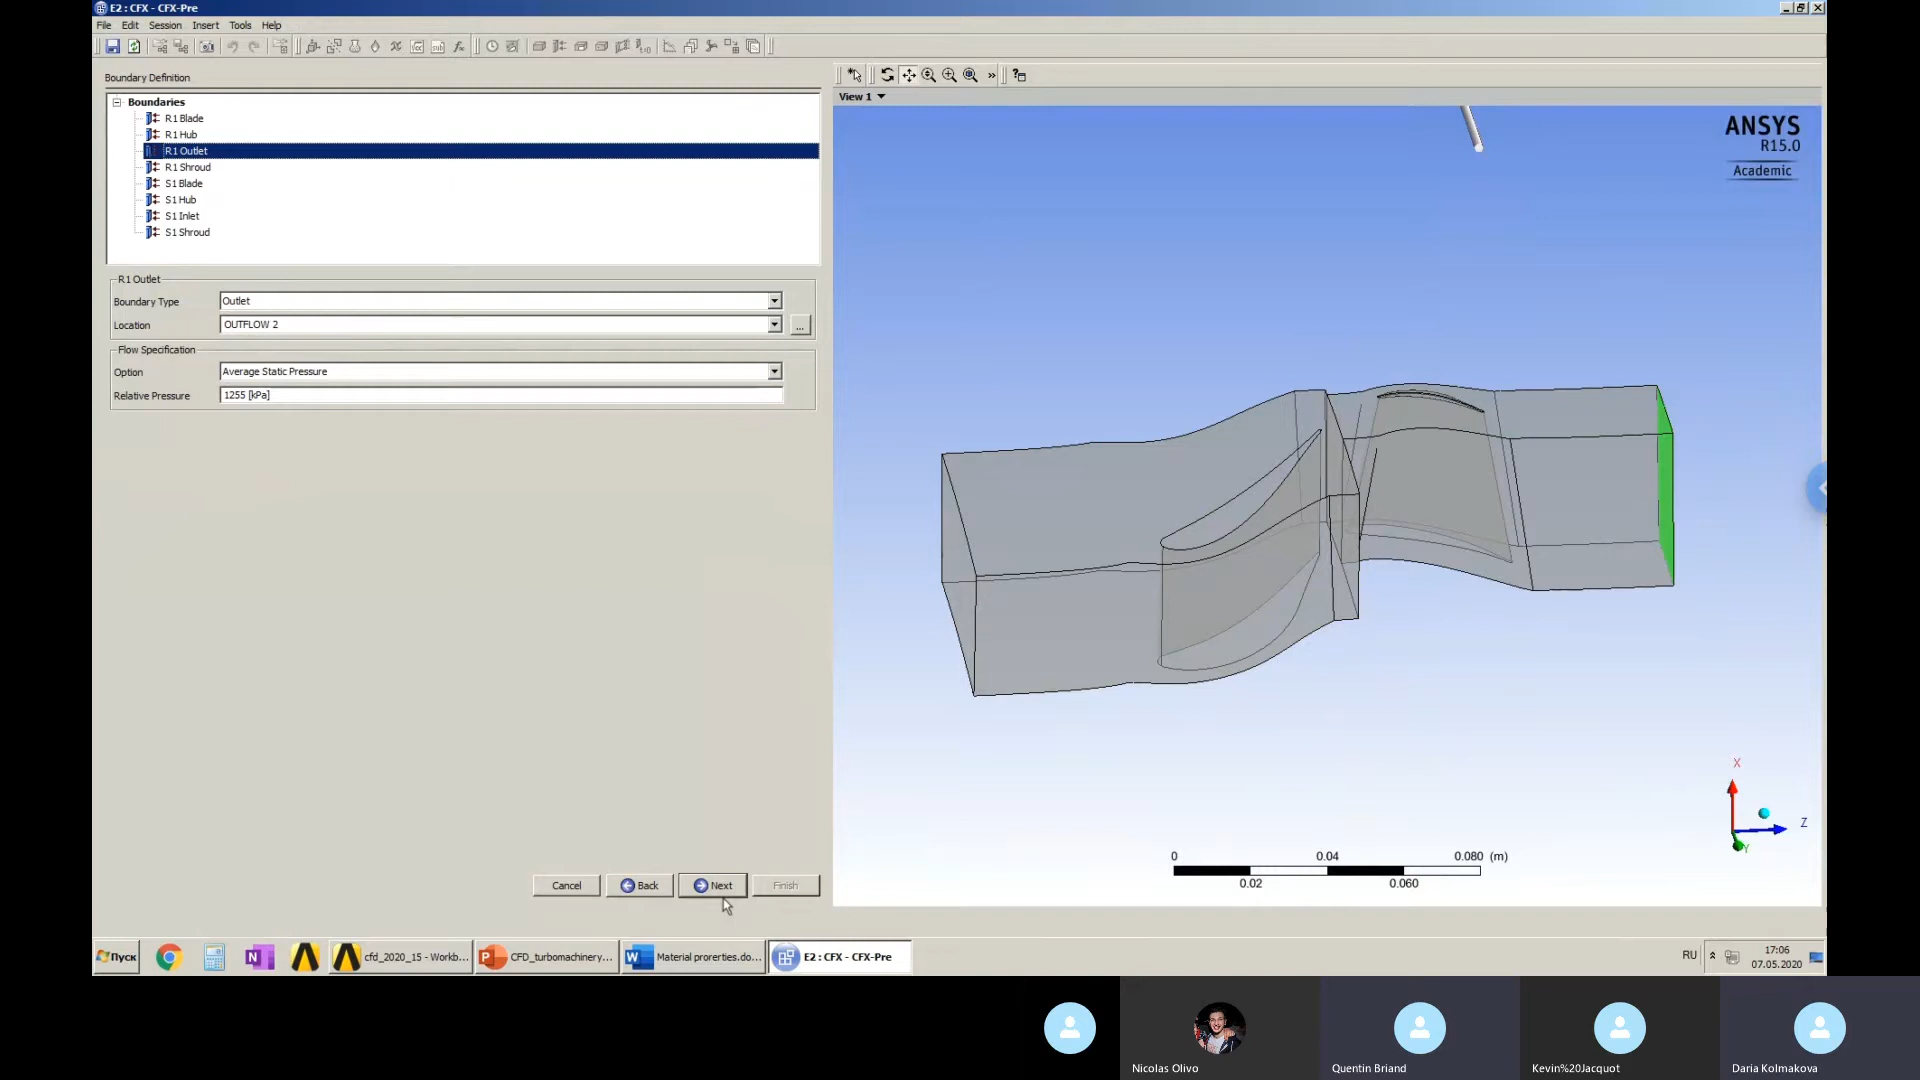 E2 : CFX - CFX-Pre
File Edit Session Insert Tools Help
Boundary Definition
Boundaries
R1 Blade
R1 Hub
R1 Outlet
R1 Shroud
S1 Blade
S1 Hub
S1 Inlet
S1 Shroud
R1 Outlet
Boundary Type Outlet
Location OUTFLOW 2 ...
Flow Specification
Option Average Static Pressure
Relative Pressure 1255 [kPa]
Cancel Back Next Finish
View 1
ANSYS
R15.0
Academic
X
Z
Y
0 0.04 0.080 (m)
0.02 0.060
Пуск cfd_2020_15 - Workb... CFD_turbomachinery... Material prorerties.do... E2 : CFX - CFX-Pre RU 17:06
07.05.2020
Nicolas Olivo Quentin Briand Kevin%20Jacquot Daria Kolmakova